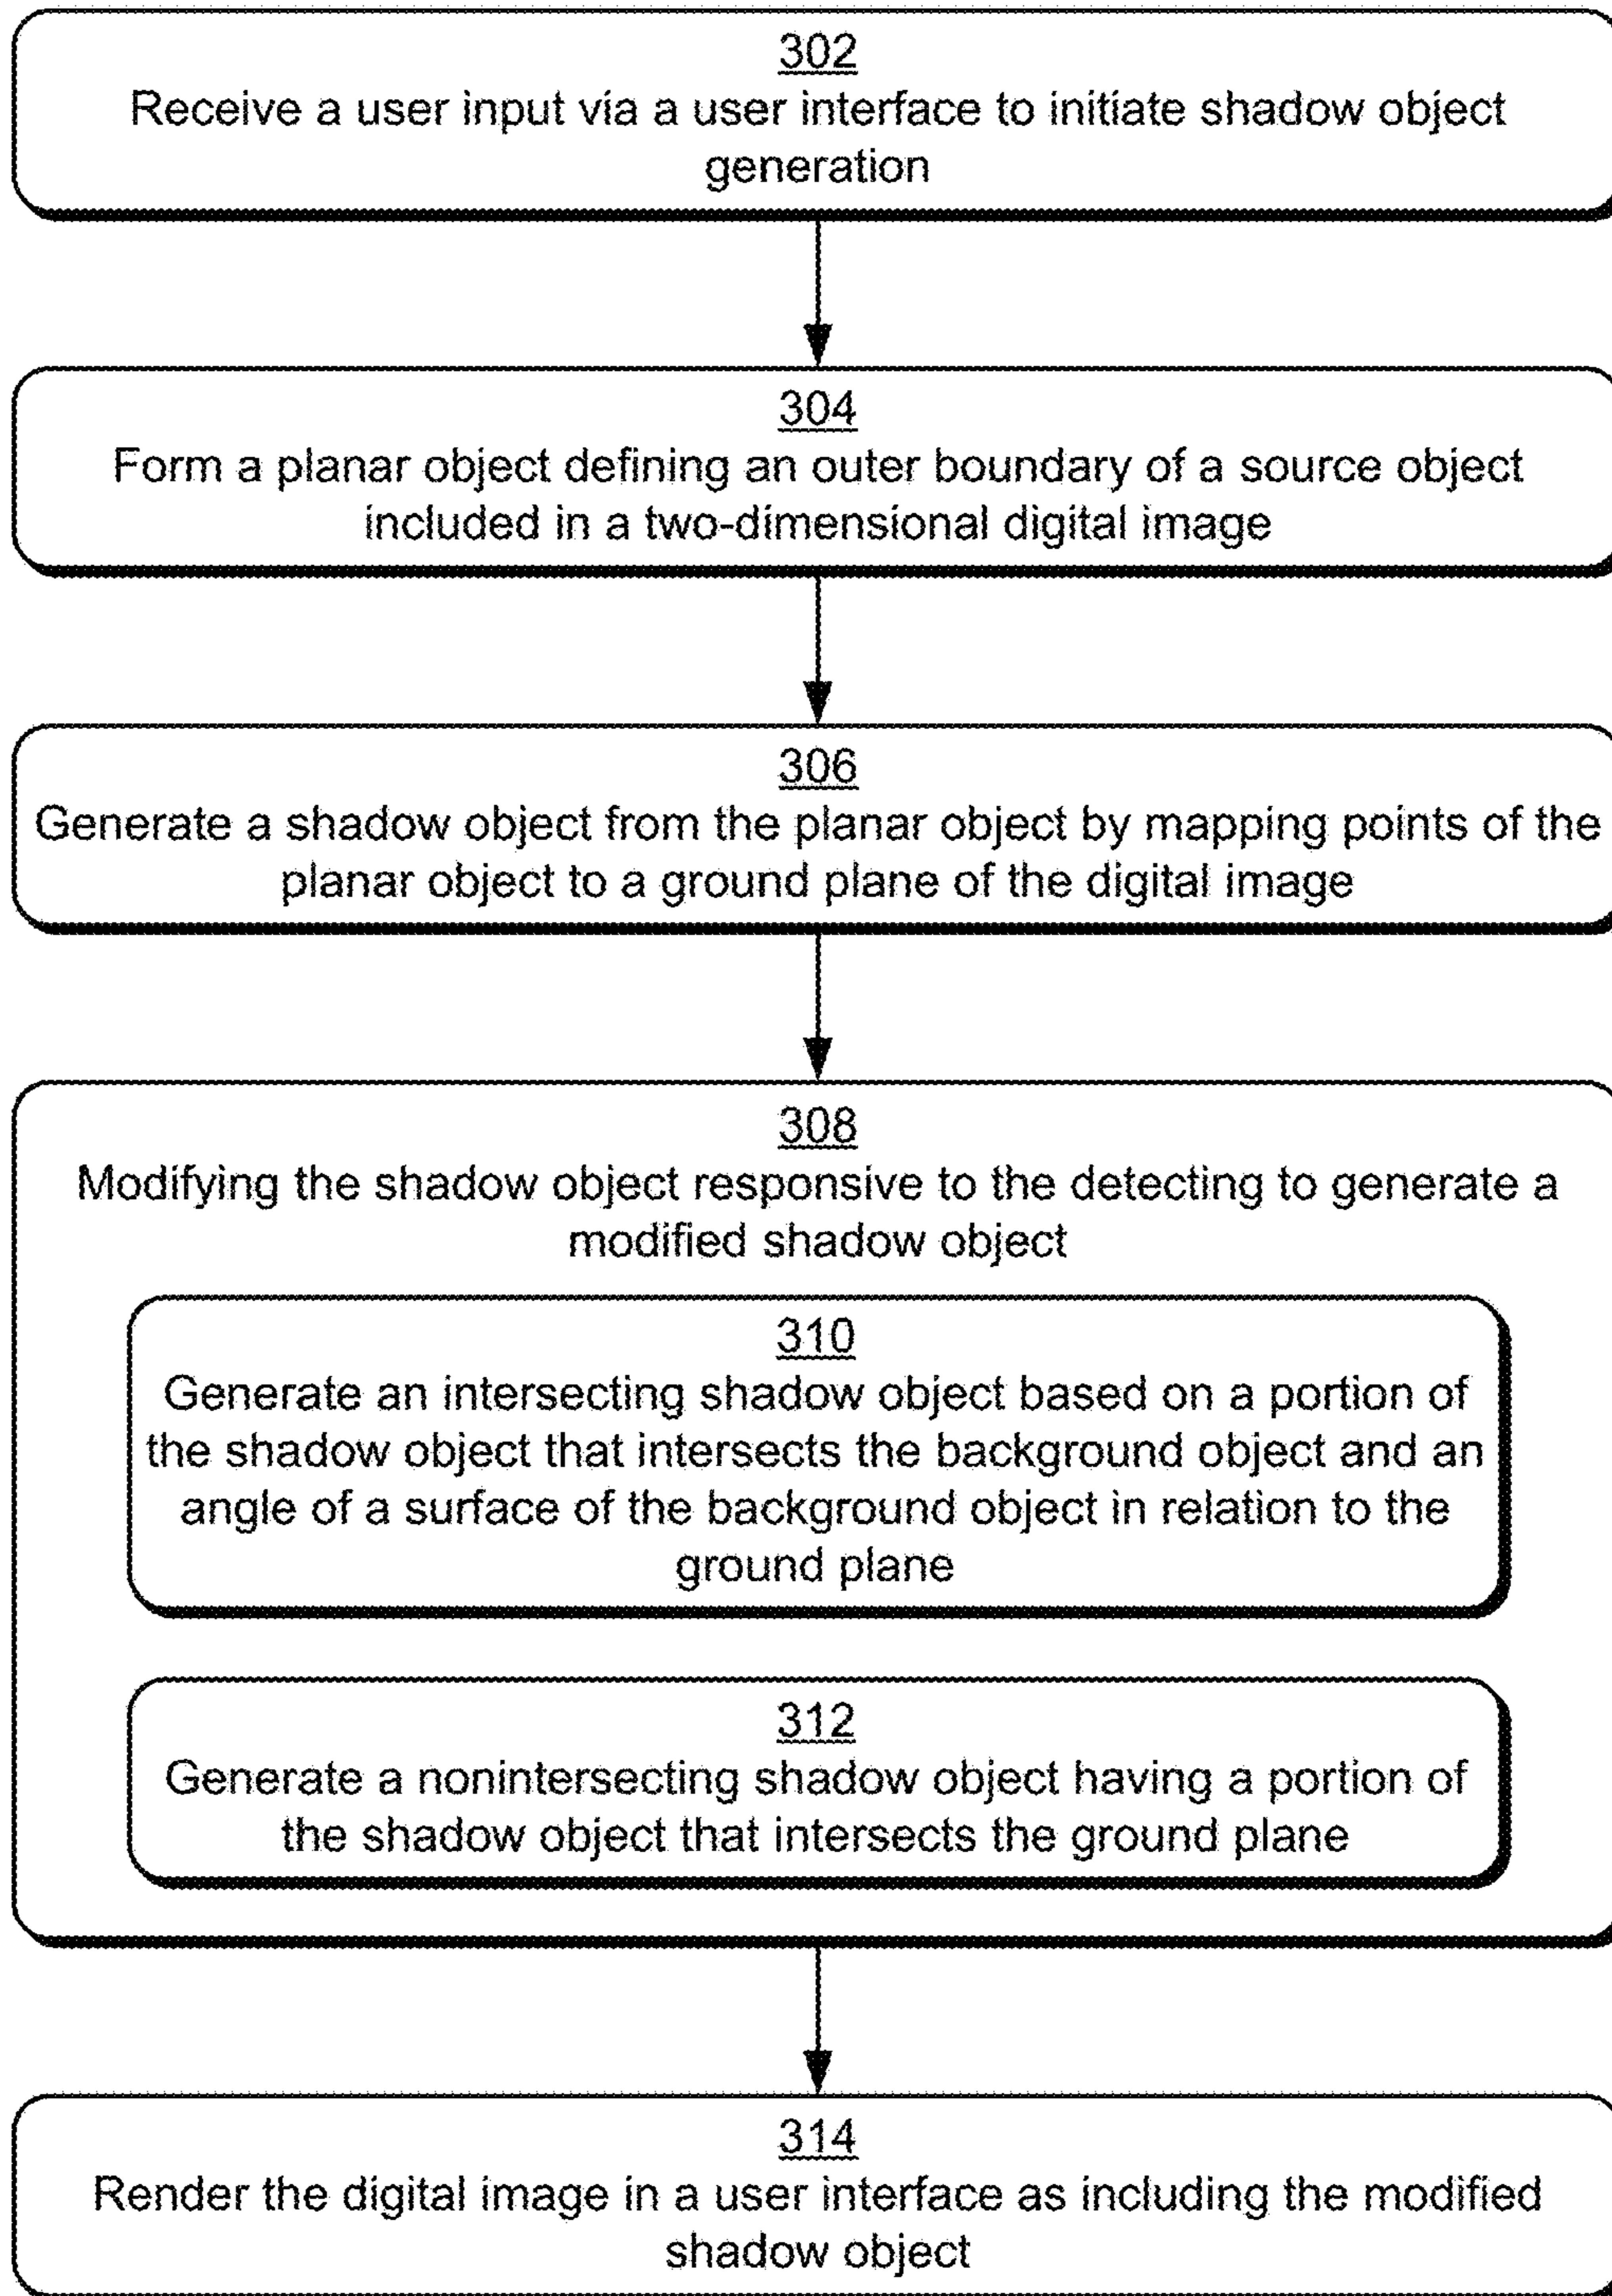 302
Receive a user input via a user interface to initiate shadow object
generation
304
Form a planar object defining an outer boundary of a source object
included in a two-dimensional digital image
306
Generate a shadow object from the planar object by mapping points of the
planar object to a ground plane of the digital image
308
Modifying the shadow object responsive to the detecting to generate a
modified shadow object
310
Generate an intersecting shadow object based on a portion of
the shadow object that intersects the background object and an
angle of a surface of the background object in relation to the
ground plane
312
Generate a nonintersecting shadow object having a portion of
the shadow object that intersects the ground plane
314
Render the digital image in a user interface as including the modified
shadow object